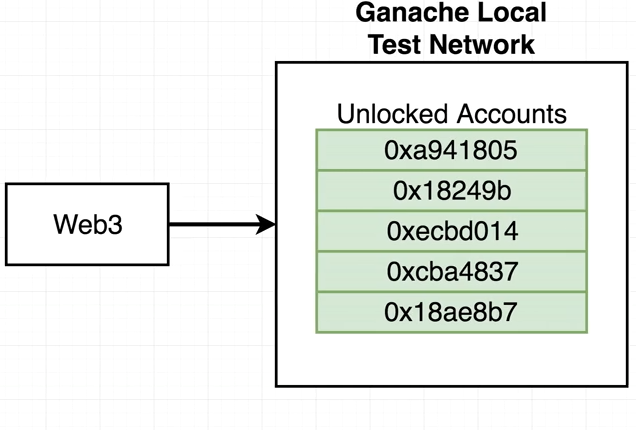 Ganache Local
Test Network
Unlocked Accounts
0xa941805
0x18249b
0xecbd014
0xcba4837
0x18ae8b7
Web3